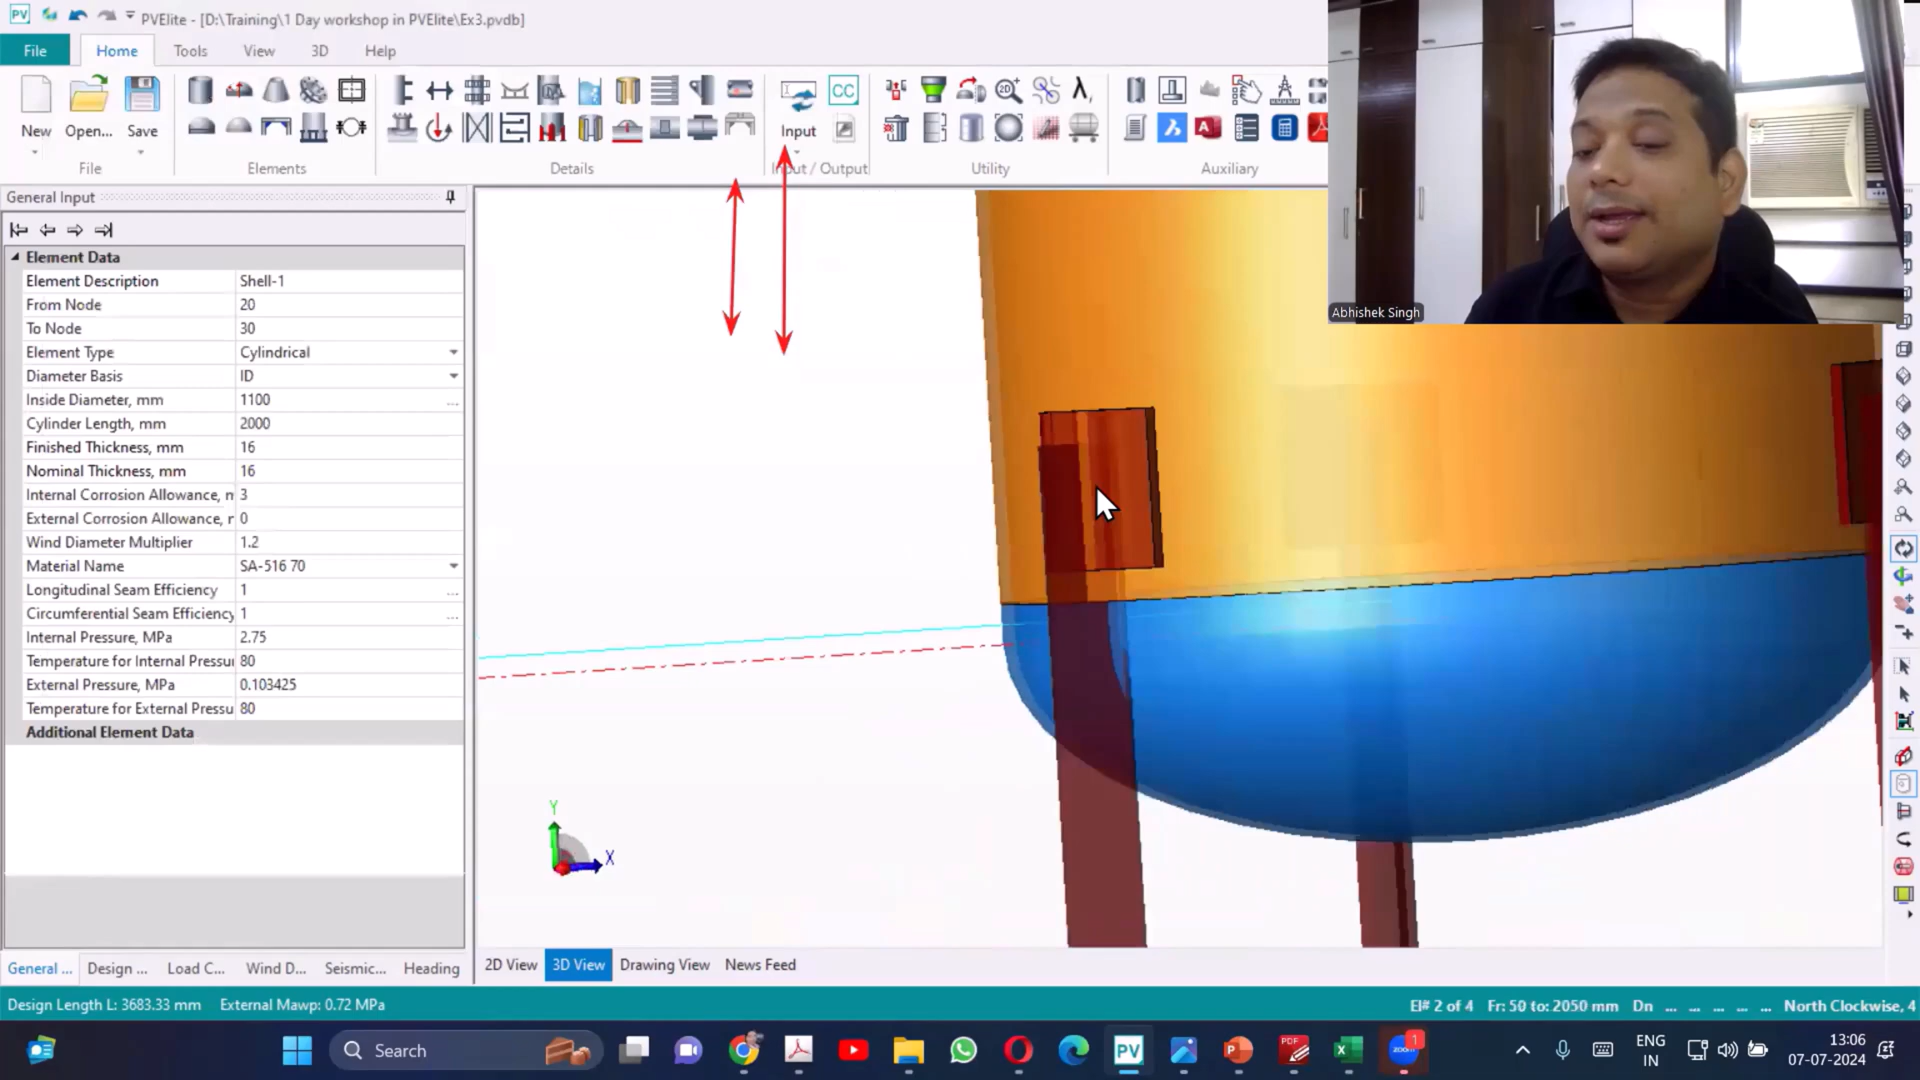 PV PVElite - [D:\Training\1 Day workshop in PVElite\Ex3.pvdb]
File Home Tools View 3D Help
New Open... Save Input CC
File Elements Details Input / Output Utility Auxiliary
General Input
Element Data
Element Description Shell-1
From Node 20
To Node 30
Element Type Cylindrical
Diameter Basis ID
Inside Diameter, mm 1100 ...
Cylinder Length, mm 2000
Finished Thickness, mm 16
Nominal Thickness, mm 16
Internal Corrosion Allowance, n 3
External Corrosion Allowance, r 0
Wind Diameter Multiplier 1.2
Material Name SA-516 70
Longitudinal Seam Efficiency 1 ...
Circumferential Seam Efficiency 1 ...
Internal Pressure, MPa 2.75
Temperature for Internal Pressu 80
External Pressure, MPa 0.103425
Temperature for External Pressu 80
Additional Element Data
Abhishek Singh
Y
X
General ... Design ... Load C... Wind D... Seismic... Heading
2D View 3D View Drawing View News Feed
Design Length L: 3683.33 mm External Mawp: 0.72 MPa
El# 2 of 4 Fr: 50 to: 2050 mm Dn ... ... ... ... ... North Clockwise, 4
Search
PV
PDF
zoom
1
ENG
IN
13:06
07-07-2024